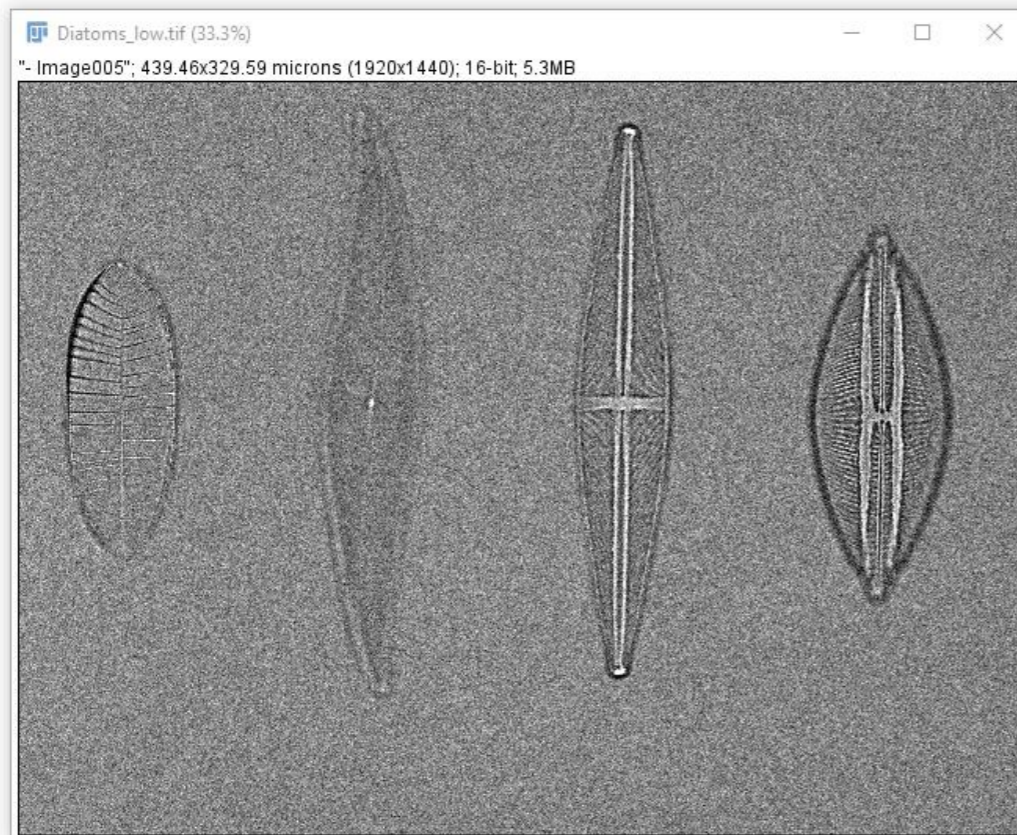 Diatoms_low.tif (33.3%)
"- Image005"; 439.46x329.59 microns (1920x1440); 16-bit; 5.3MB